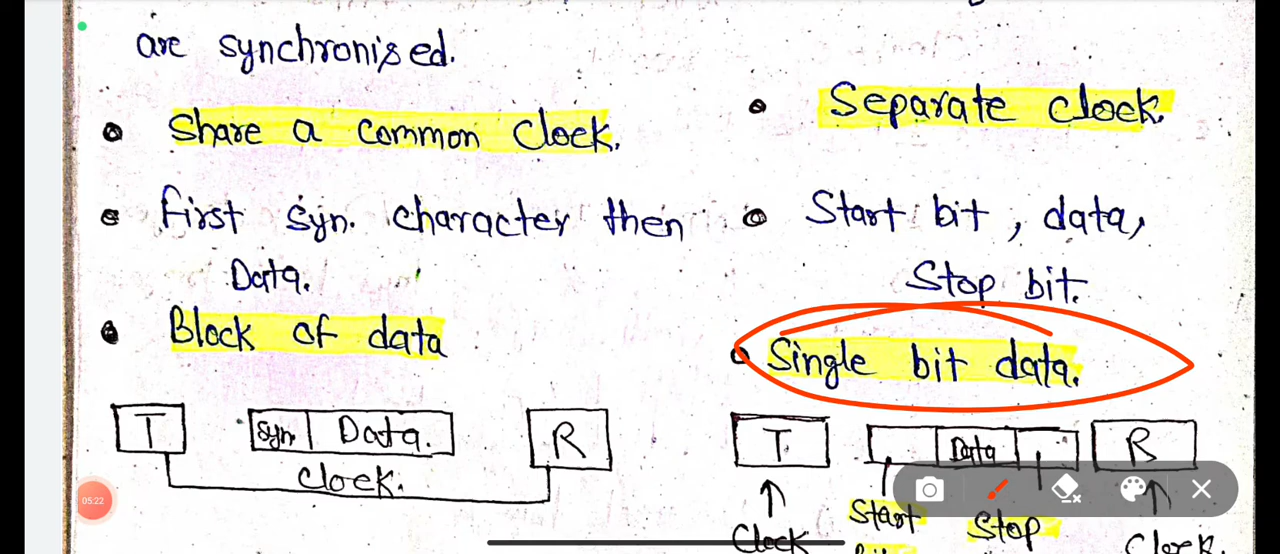 are synchronised.
Share a common Clock.
First syn. character then
Data.
Block of data
T
Syn.
Data.
R
Clock.
Separate clock.
Start bit, data,
Stop bit.
Single bit data.
T
Data
R
Start
Stop
Clock
Clock.
05:22